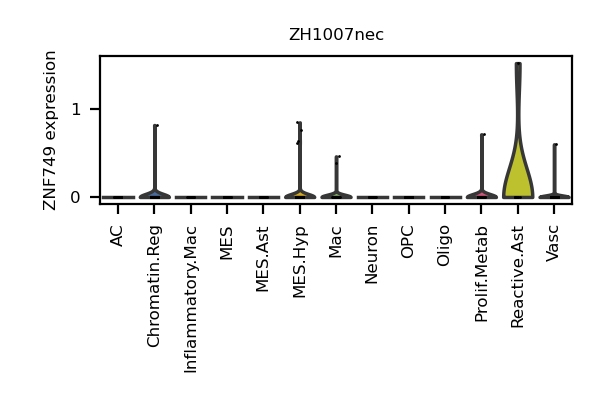 ZH1007nec
ZNF749 expression
1
0
AC
Chromatin.Reg
Inflammatory.Mac
MES
MES.Ast
MES.Hyp
Mac
Neuron
OPC
Oligo
Prolif.Metab
Reactive.Ast
Vasc